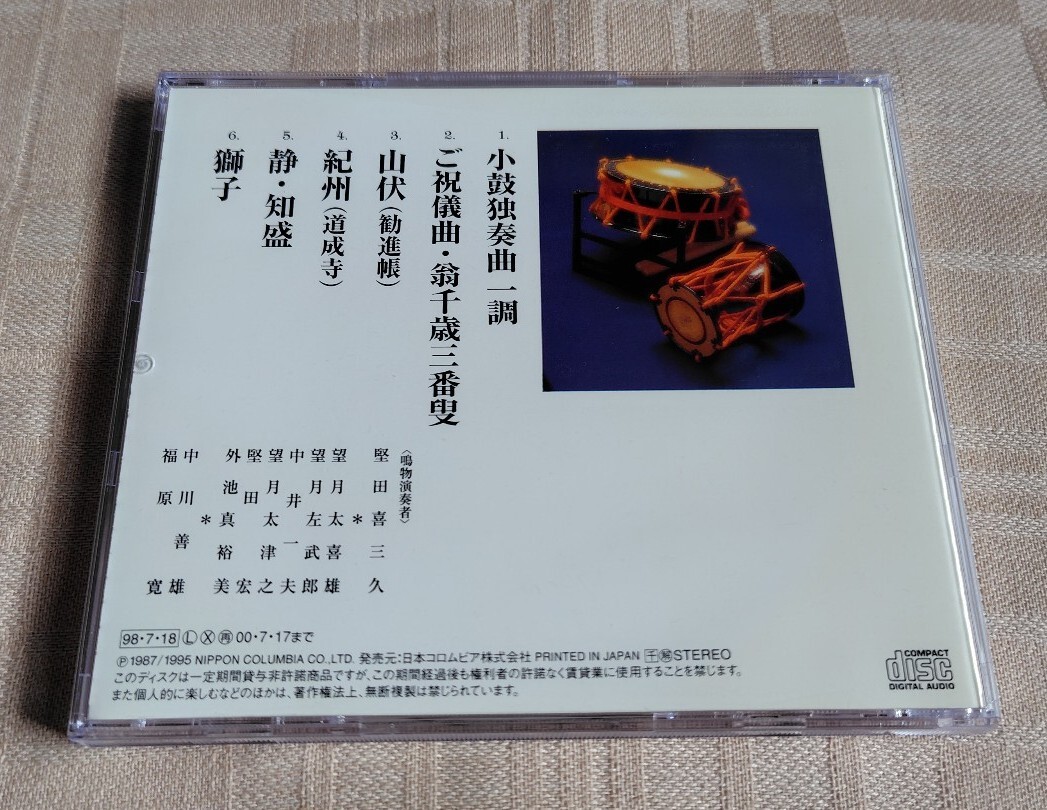 1. 小鼓独奏曲 一調
2. ご祝儀曲・翁千歳三番叟
3. 山伏(勧進帳)
4. 紀州(道成寺)
5. 静・知盛
6. 獅子
〈鳴物演奏者〉
堅田喜三久
*
望月太喜雄
望月左武郎
中井一夫
望月太津之
堅田宏
外池真裕美
*
中川善雄
福原寛
98・7・18 Ⓛ Ⓧ ㊢ 00・7・17まで
Ⓟ1987/1995 NIPPON COLUMBIA CO.,LTD. 発売元:日本コロムビア株式会社 PRINTED IN JAPAN STEREO
このディスクは一定期間貸与非許諾商品ですが、この期間経過後も権利者の許諾なく賃貸業に使用することを禁じます。
また個人的に楽しむなどのほかは、著作権法上、無断複製は禁じられています。
COMPACT
disc
DIGITAL AUDIO